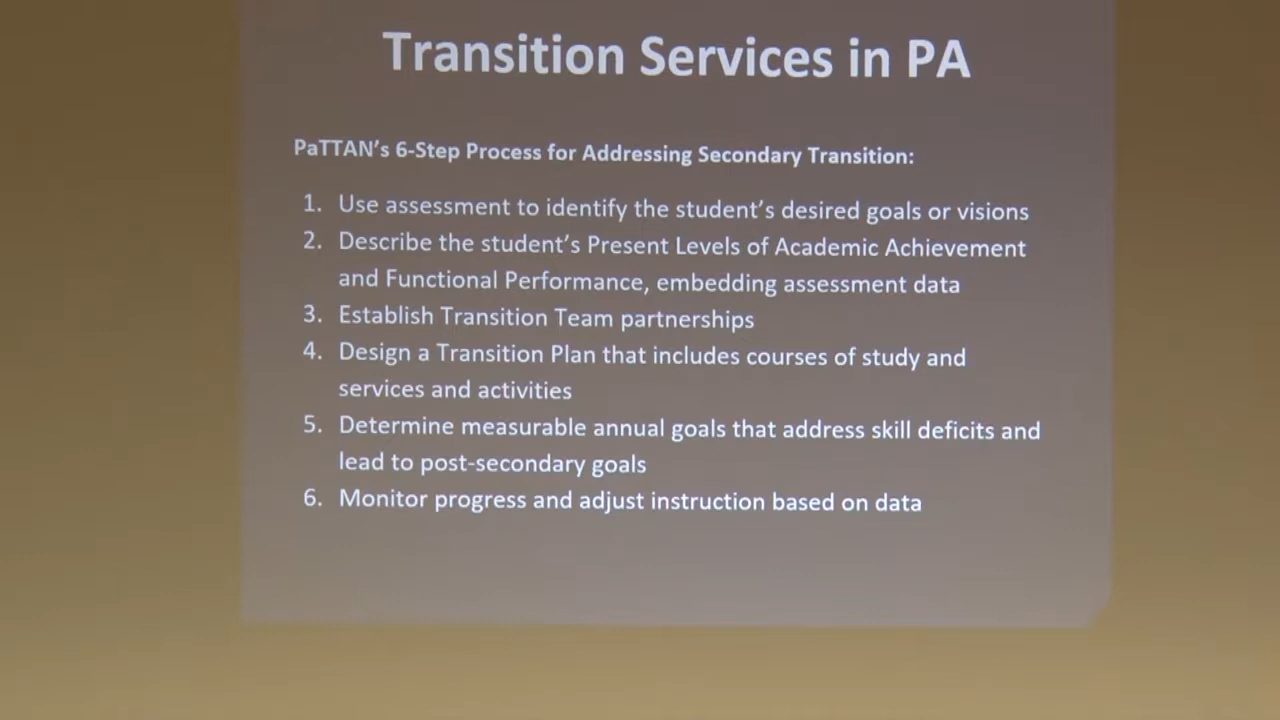 Transition Services in PA
PaTTAN's 6-Step Process for Addressing Secondary Transition:
1. Use assessment to identify the student's desired goals or visions
2. Describe the student's Present Levels of Academic Achievement
and Functional Performance, embedding assessment data
3. Establish Transition Team partnerships
4. Design a Transition Plan that includes courses of study and
services and activities
5. Determine measurable annual goals that address skill deficits and
lead to post-secondary goals
6. Monitor progress and adjust instruction based on data